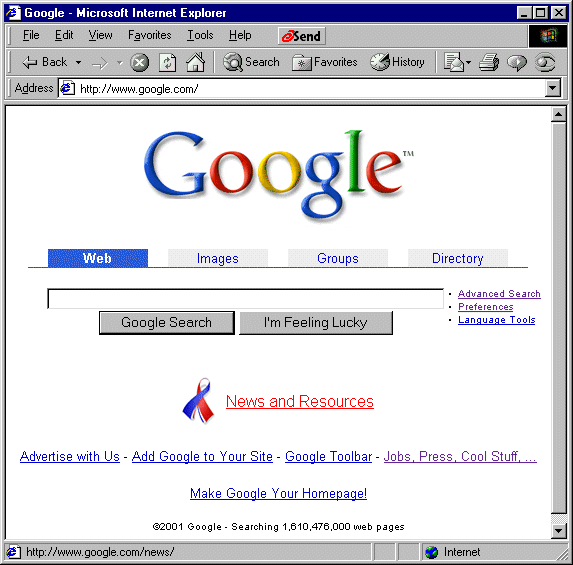 Google - Microsoft Internet Explorer
File Edit View Favorites Tools Help eSend
Back Search Favorites History
Address http://www.google.com/
Google™
Web Images Groups Directory
• Advanced Search
• Preferences
• Language Tools
Google Search I'm Feeling Lucky
News and Resources
Advertise with Us - Add Google to Your Site - Google Toolbar - Jobs, Press, Cool Stuff, ...
Make Google Your Homepage!
©2001 Google - Searching 1,610,476,000 web pages
http://www.google.com/news/ Internet